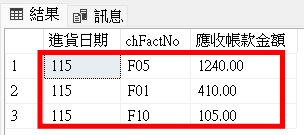 結果 訊息
進貨日期 chFactNo 應收帳款金額
1 115 F05 1240.00
2 115 F01 410.00
3 115 F10 105.00